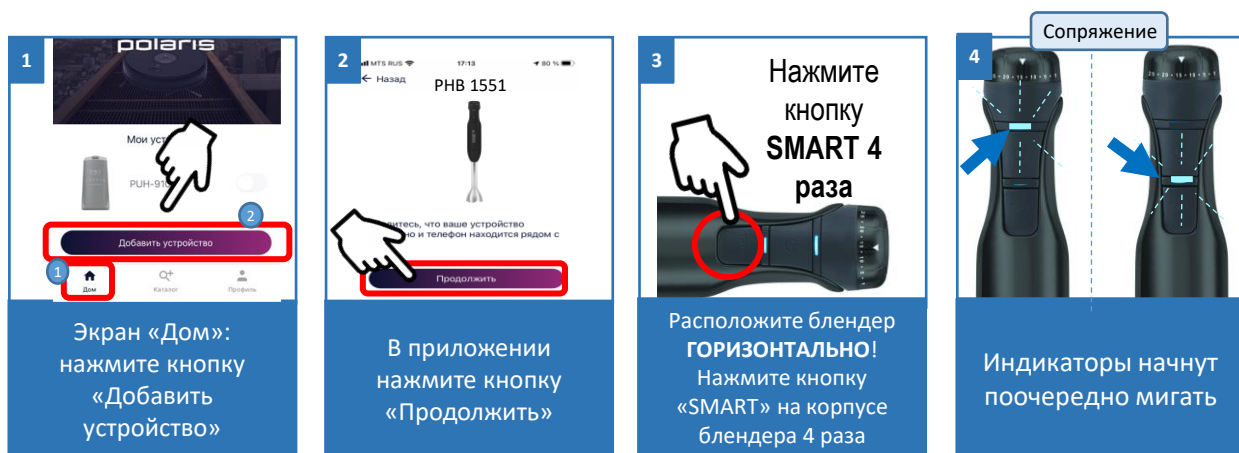 1
polaris
Мои уст
PUH-910
2
Добавить устройство
1
Дом
Каталог
Профиль
Экран «Дом»:
нажмите кнопку
«Добавить
устройство»
2
MTS RUS
17:13
80 %
← Назад
PHB 1551
дитесь, что ваше устройство
но и телефон находится рядом с
Продолжить
В приложении
нажмите кнопку
«Продолжить»
3
Нажмите
кнопку
SMART 4
раза
Расположите блендер
ГОРИЗОНТАЛЬНО!
Нажмите кнопку
«SMART» на корпусе
блендера 4 раза
Сопряжение
4
Индикаторы начнут
поочередно мигать